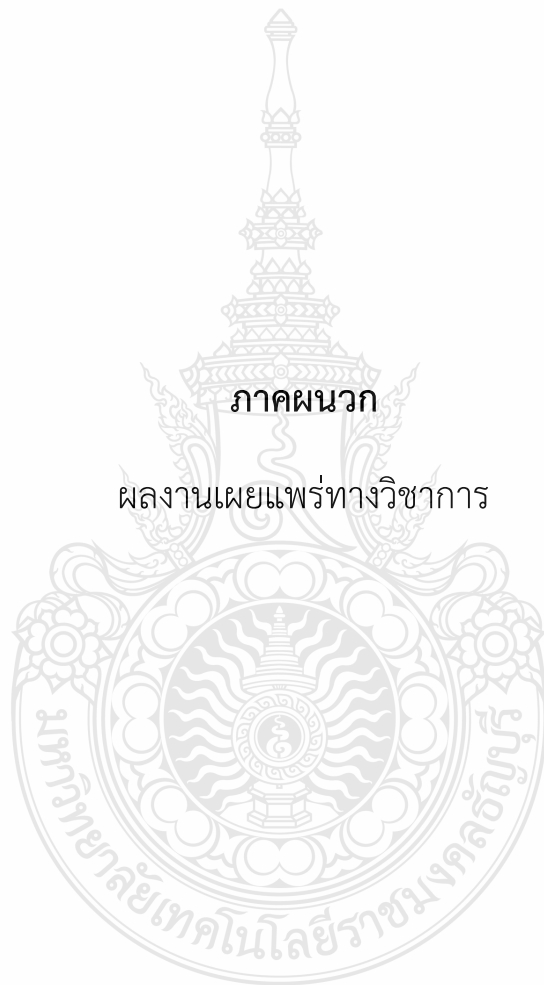 ภาคผนวก
ผลงานเผยแพร่ทางวิชาการ
มหาวิทยาลัยเทคโนโลยีราชมงคลธัญบุรี